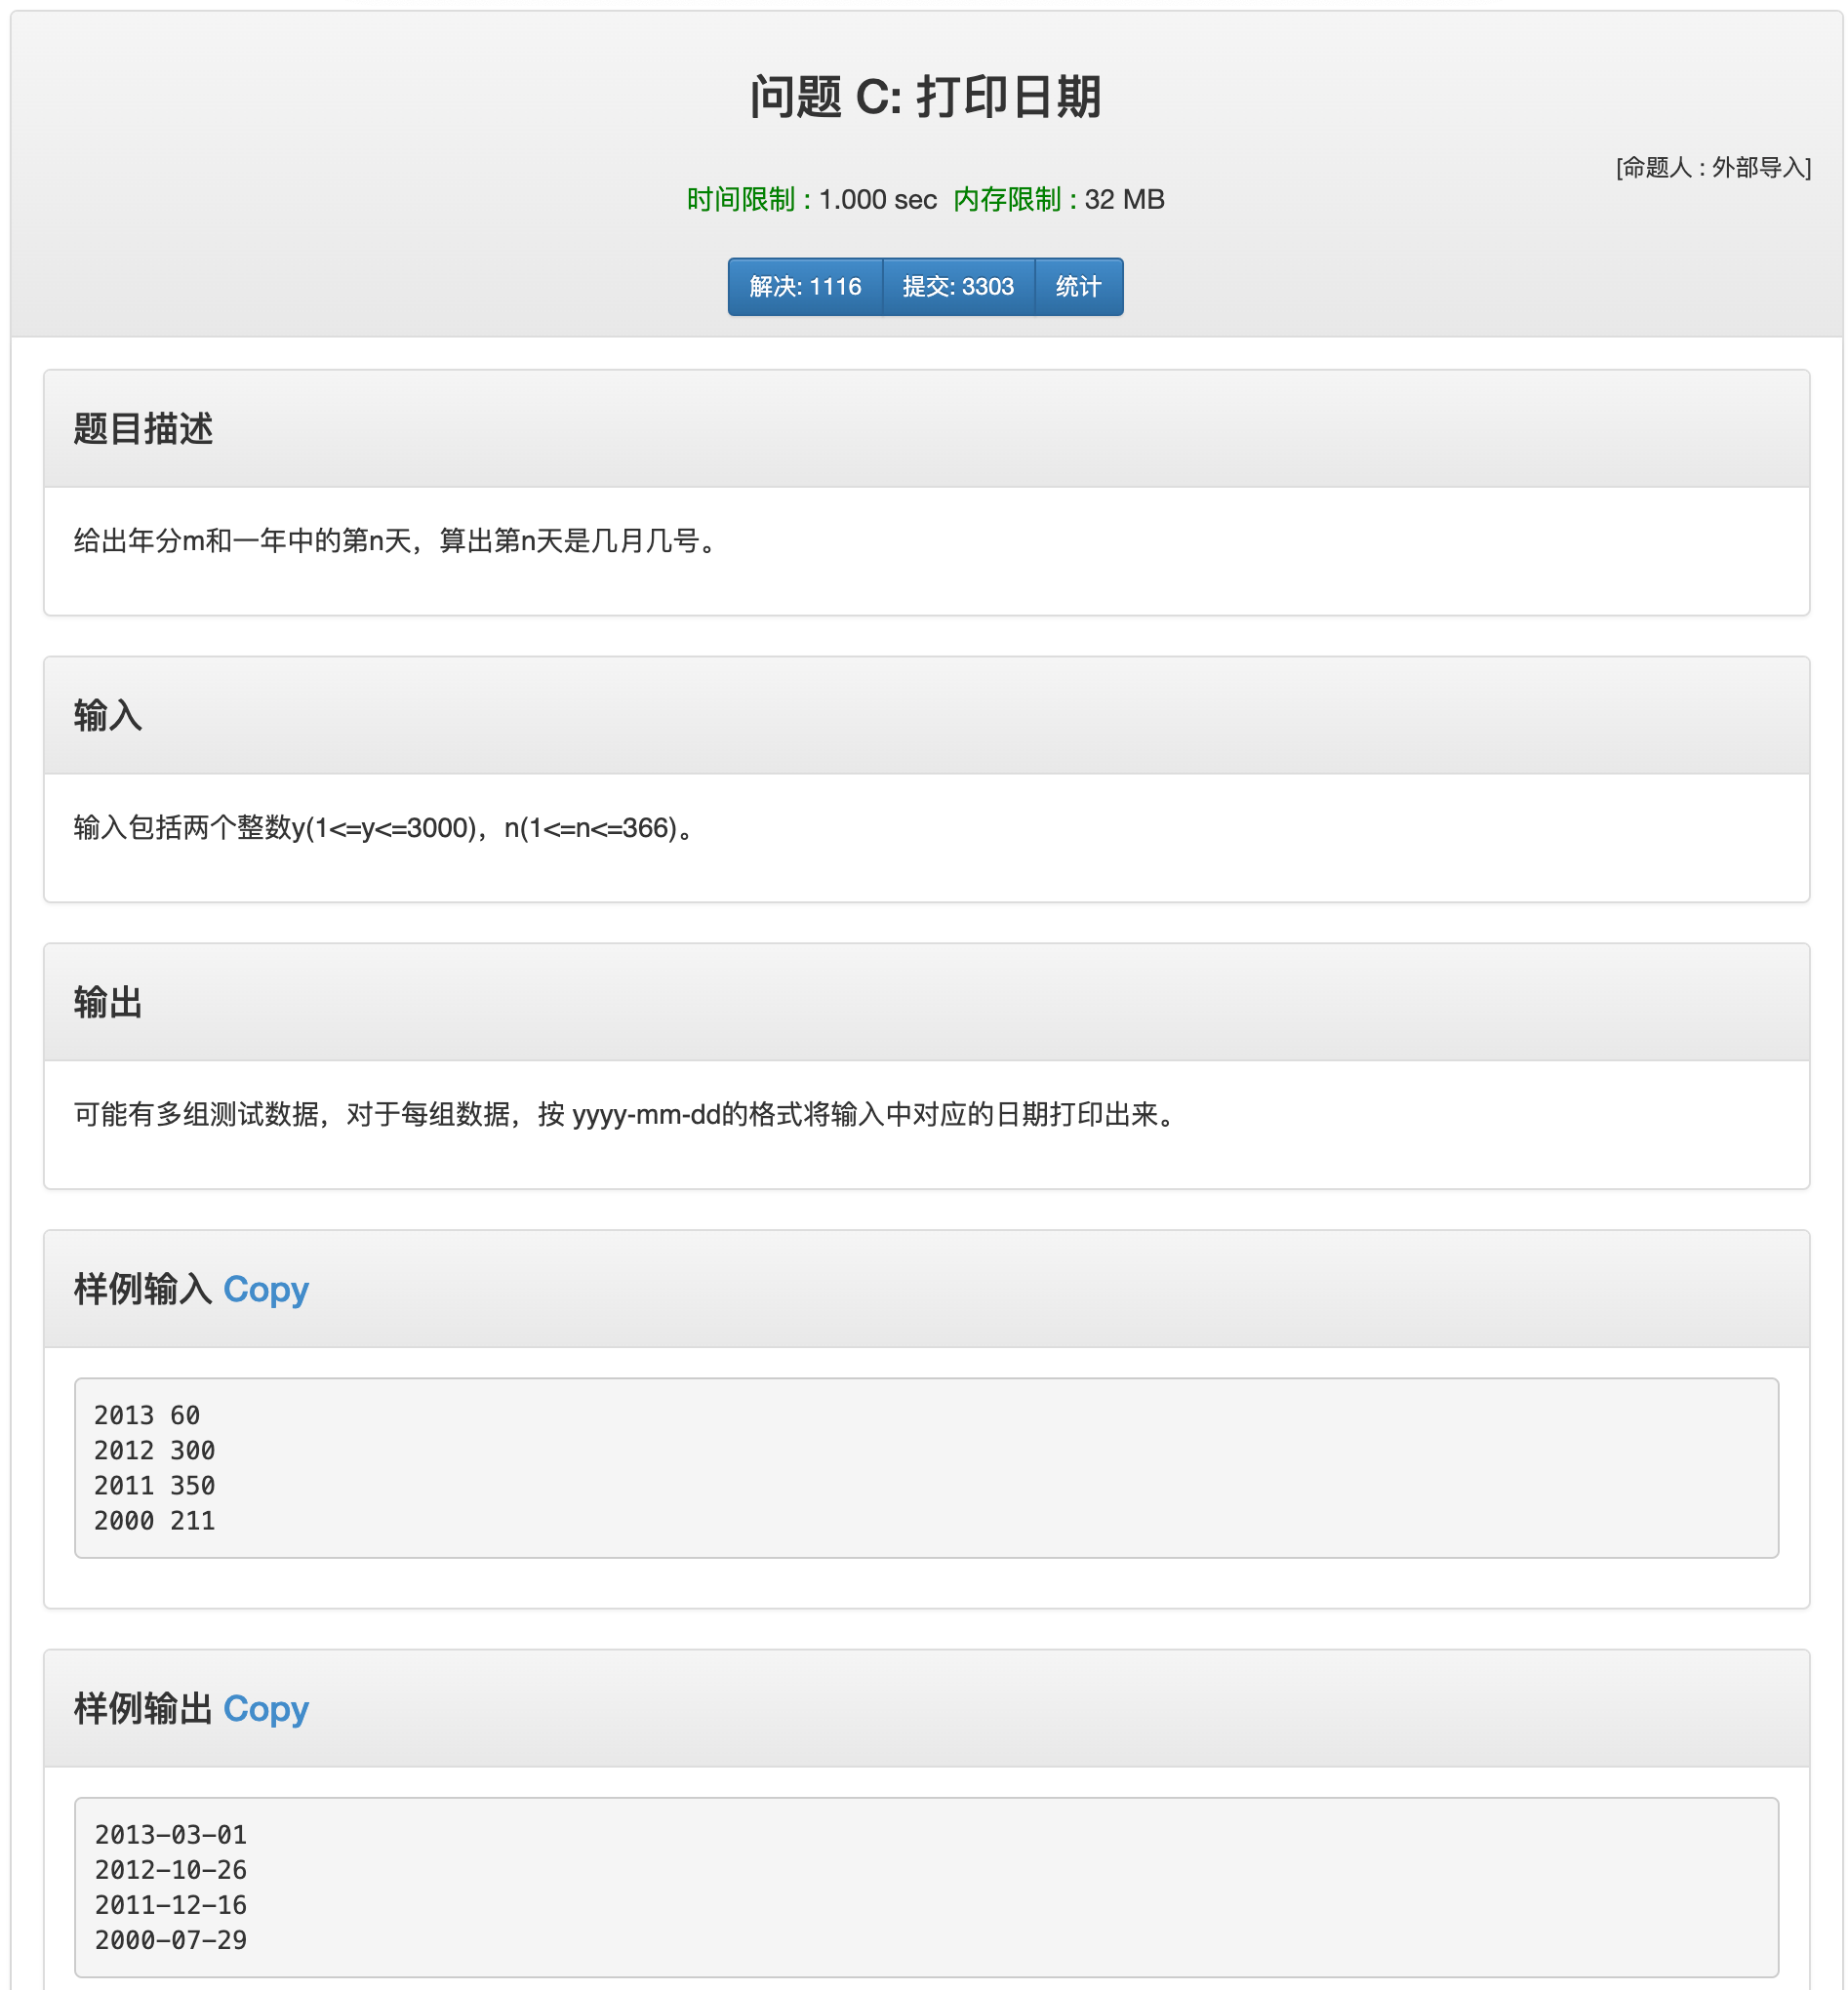 问题 C: 打印日期
[命题人 : 外部导入]
时间限制 : 1.000 sec 内存限制 : 32 MB
解决: 1116 提交: 3303 统计
题目描述
给出年分m和一年中的第n天，算出第n天是几月几号。
输入
输入包括两个整数y(1<=y<=3000)，n(1<=n<=366)。
输出
可能有多组测试数据，对于每组数据，按 yyyy-mm-dd的格式将输入中对应的日期打印出来。
样例输入 Copy
2013 60
2012 300
2011 350
2000 211
样例输出 Copy
2013-03-01
2012-10-26
2011-12-16
2000-07-29